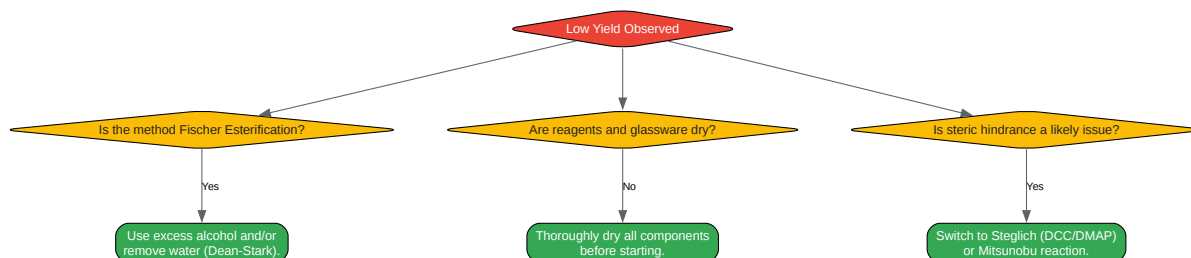 Low Yield Observed
Is the method Fischer Esterification?
Are reagents and glassware dry?
Is steric hindrance a likely issue?
Yes
No
Yes
Use excess alcohol and/or
remove water (Dean-Stark).
Thoroughly dry all components
before starting.
Switch to Steglich (DCC/DMAP)
or Mitsunobu reaction.